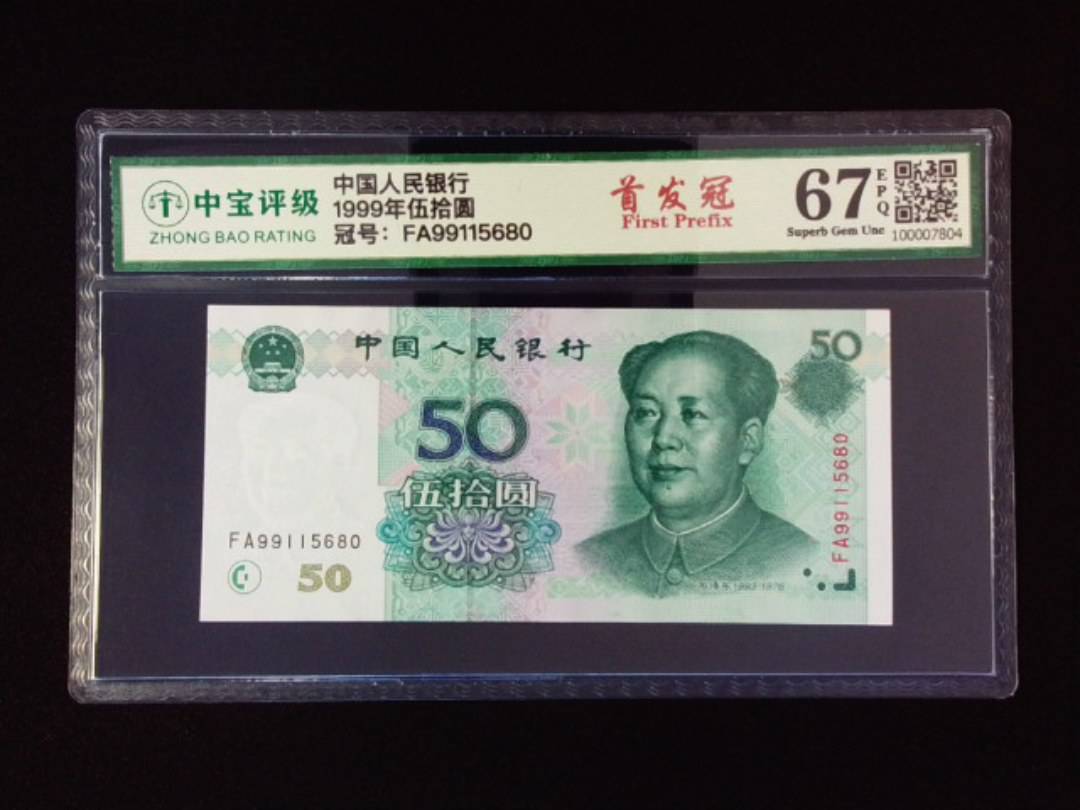 中宝评级
ZHONG BAO RATING
中国人民银行
1999年伍拾圆
冠号：FA99115680
首发冠
First Prefix
67
EPQ
Superb Gem Unc
100007804
中国人民银行
50
50
伍拾圆
FA99115680
50
FA99115680